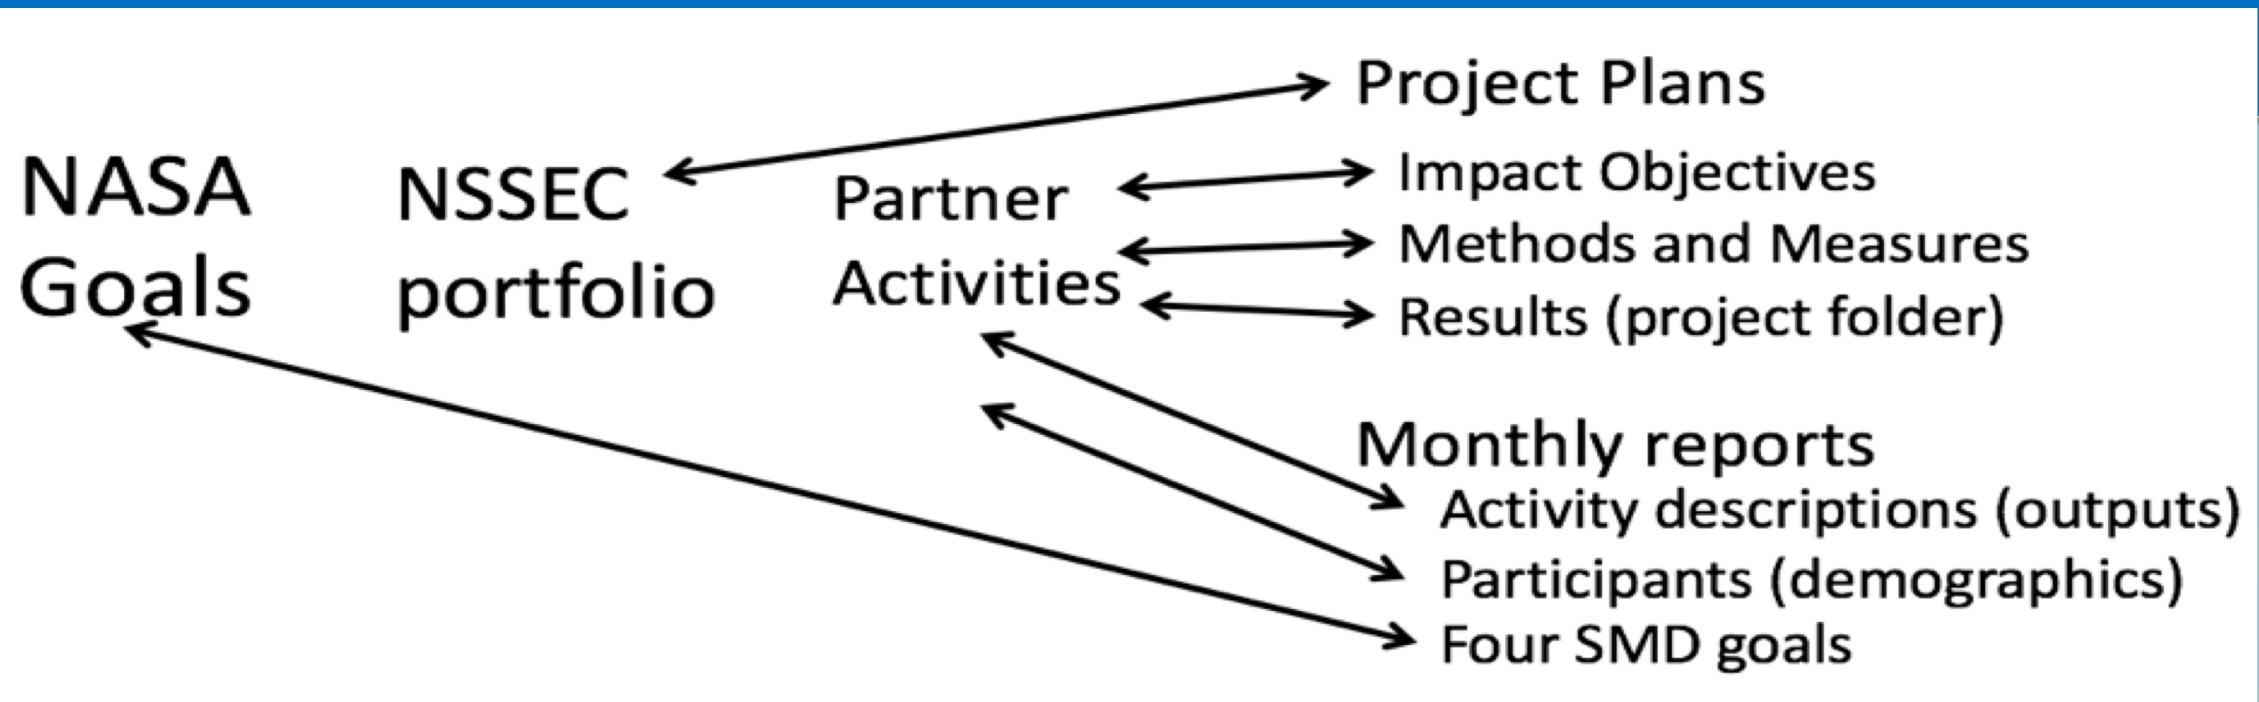 NASA
Goals
NSSEC
portfolio
Partner
Activities
Project Plans
Impact Objectives
Methods and Measures
Results (project folder)
Monthly reports
Activity descriptions (outputs)
Participants (demographics)
Four SMD goals